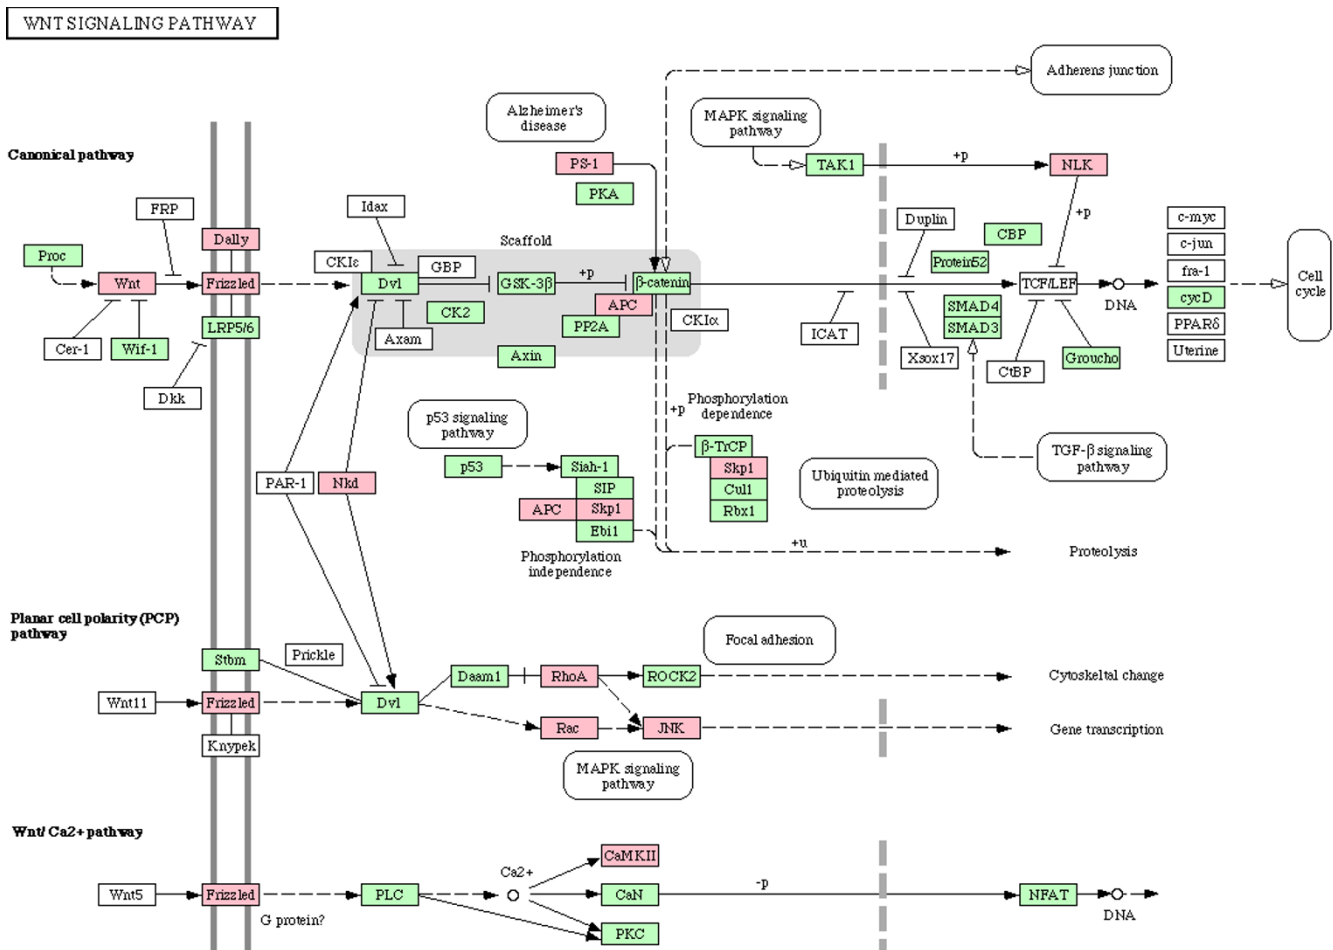 WNT SIGNALING PATHWAY
Adherens junction
Alzheimer's
disease
MAPK signaling
pathway
Canonical pathway
PS-1
TAK1
+p
NLK
PKA
FRP
Idax
Duplin
+p
c-myc
Dally
Scaffold
CBP
c-jun
Proc
CKIε
GBP
Protein52
fra-1
Cell
cycle
Wnt
Frizzled
Dvl
GSK-3β
+p
β-catenin
TCF/LEF
DNA
cycD
APC
SMAD4
CK2
PP2A
CKIα
SMAD3
PPARδ
LRP5/6
Axam
ICAT
Cer-1
Wif-1
Axin
Xsox17
CtBP
Groucho
Uterine
Dkk
p53 signaling
pathway
+p
Phosphorylation
dependence
β-TrCP
TGF-β signaling
pathway
p53
Siah-1
Skp1
Ubiquitin mediated
proteolysis
PAR-1
Nkd
SIP
Cul1
APC
Skp1
Rbx1
Ebi1
+u
Proteolysis
Phosphorylation
independence
Planar cell polarity (PCP)
pathway
Focal adhesion
Stbm
Prickle
Daam1
RhoA
ROCK2
Cytoskeltal change
Wnt11
Frizzled
Dvl
Rac
JNK
Gene transcription
Knypek
MAPK signaling
pathway
Wnt/ Ca2+ pathway
CaMKII
Ca2+
Wnt5
Frizzled
PLC
CaN
-p
NFAT
DNA
G protein?
PKC